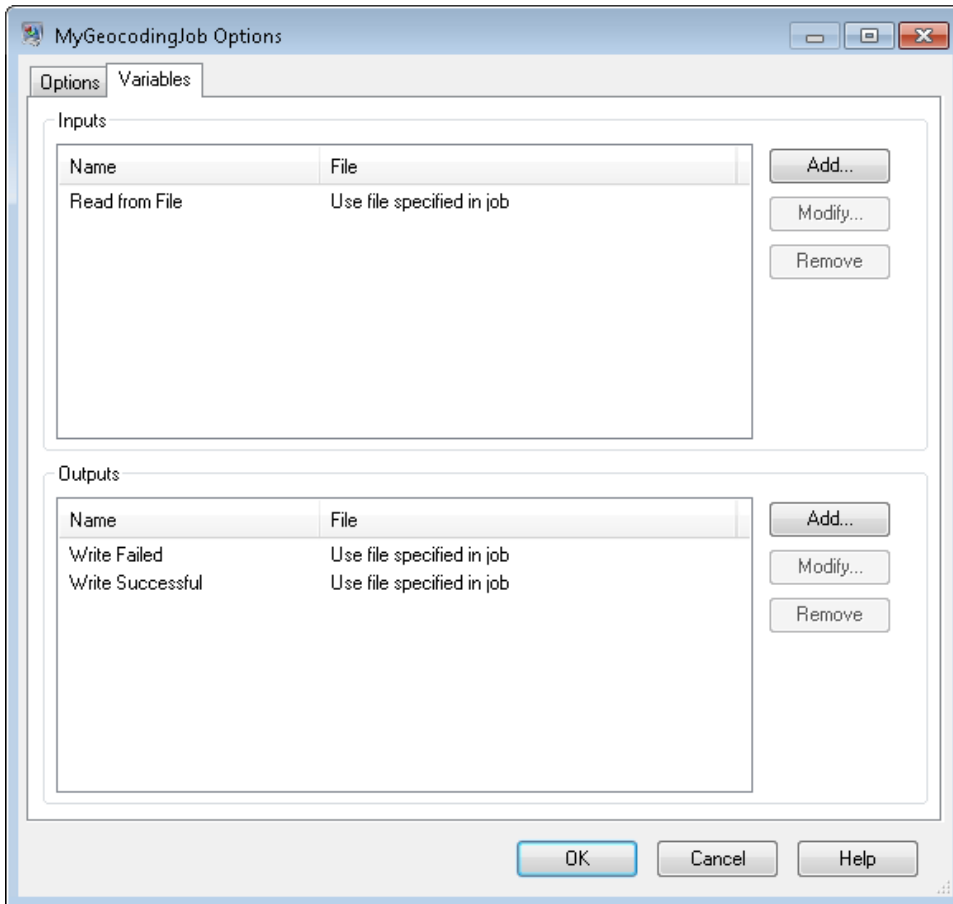 MyGeocodingJob Options
Options Variables
Inputs
Name File
Read from File Use file specified in job
Add...
Modify...
Remove
Outputs
Name File
Write Failed Use file specified in job
Write Successful Use file specified in job
Add...
Modify...
Remove
OK Cancel Help